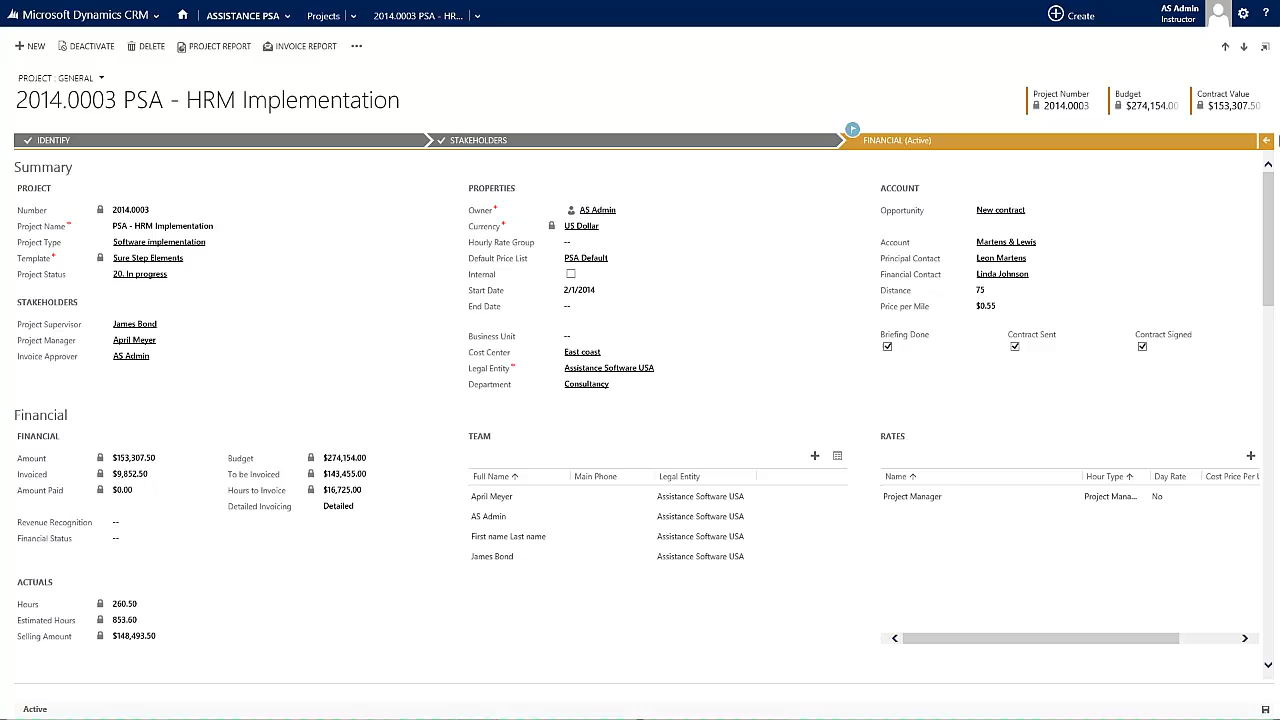 Microsoft Dynamics CRM
ASSISTANCE PSA
Projects
2014.0003 PSA - HR...
Create
AS Admin
Instructor
?
NEW
DEACTIVATE
DELETE
PROJECT REPORT
INVOICE REPORT
...
PROJECT : GENERAL
2014.0003 PSA - HRM Implementation
Project Number
2014.0003
Budget
$274,154.00
Contract Value
$153,307.50
IDENTIFY
STAKEHOLDERS
FINANCIAL (Active)
Summary
PROJECT
Number 2014.0003
Project Name* PSA - HRM Implementation
Project Type Software implementation
Template* Sure Step Elements
Project Status 20. In progress
STAKEHOLDERS
Project Supervisor James Bond
Project Manager April Meyer
Invoice Approver AS Admin
PROPERTIES
Owner* AS Admin
Currency* US Dollar
Hourly Rate Group --
Default Price List PSA Default
Internal
Start Date 2/1/2014
End Date --
Business Unit --
Cost Center East coast
Legal Entity* Assistance Software USA
Department Consultancy
ACCOUNT
Opportunity New contract
Account Martens & Lewis
Principal Contact Leon Martens
Financial Contact Linda Johnson
Distance 75
Price per Mile $0.55
Briefing Done Contract Sent Contract Signed
Financial
FINANCIAL
Amount $153,307.50 Budget $274,154.00
Invoiced $9,852.50 To be Invoiced $143,455.00
Amount Paid $0.00 Hours to Invoice $16,725.00
Detailed Invoicing Detailed
Revenue Recognition --
Financial Status --
ACTUALS
Hours 260.50
Estimated Hours 853.60
Selling Amount $148,493.50
TEAM
Full Name Main Phone Legal Entity
April Meyer Assistance Software USA
AS Admin Assistance Software USA
First name Last name Assistance Software USA
James Bond Assistance Software USA
RATES
Name Hour Type Day Rate Cost Price Per
Project Manager Project Mana... No
Active